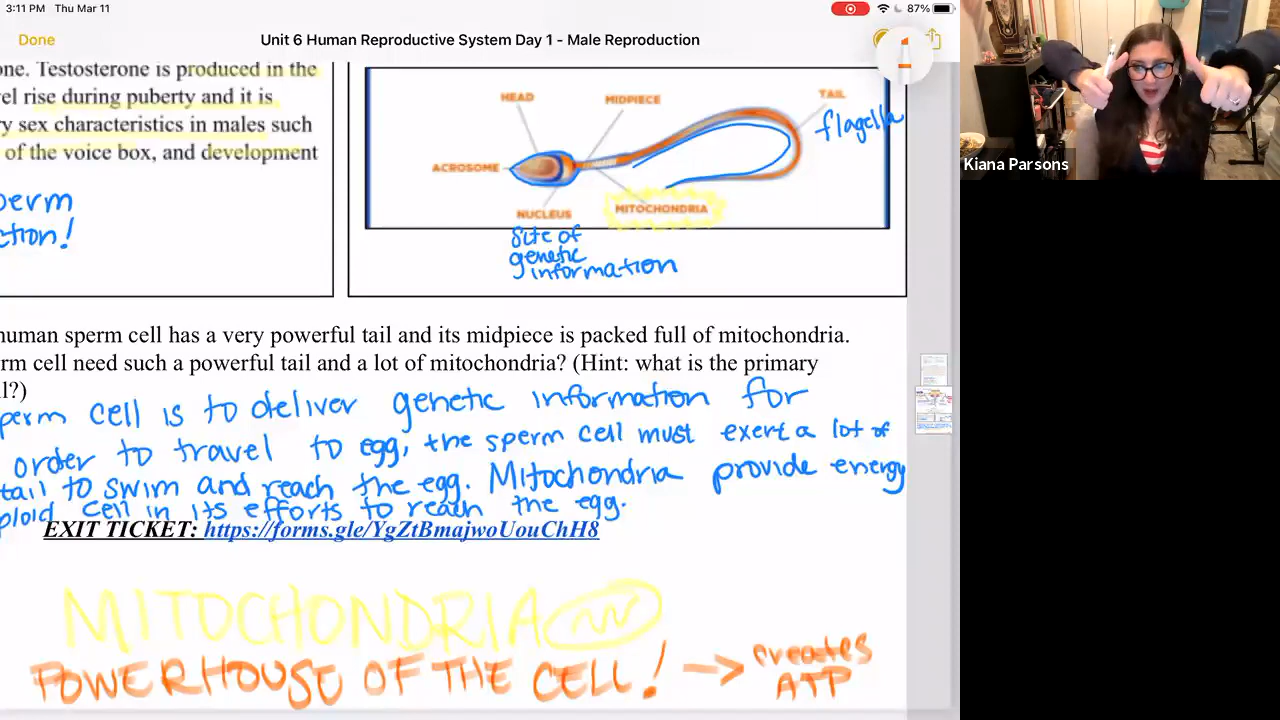 3:11 PM Thu Mar 11
87%
Done
Unit 6 Human Reproductive System Day 1 - Male Reproduction
one. Testosterone is produced in the
vel rise during puberty and it is
ry sex characteristics in males such
of the voice box, and development
perm
ction!
HEAD
MIDPIECE
TAIL
flagella
ACROSOME
NUCLEUS
MITOCHONDRIA
site of
genetic
information
Kiana Parsons
human sperm cell has a very powerful tail and its midpiece is packed full of mitochondria.
rm cell need such a powerful tail and a lot of mitochondria? (Hint: what is the primary
l?)
sperm cell is to deliver genetic information for
order to travel to egg, the sperm cell must exert a lot of
tail to swim and reach the egg. Mitochondria provide energy
ploid cell in its efforts to reach the egg.
EXIT TICKET: https://forms.gle/YgZtBmajwoUouChH8
MITOCHONDRIA
POWERHOUSE OF THE CELL! → creates
ATP